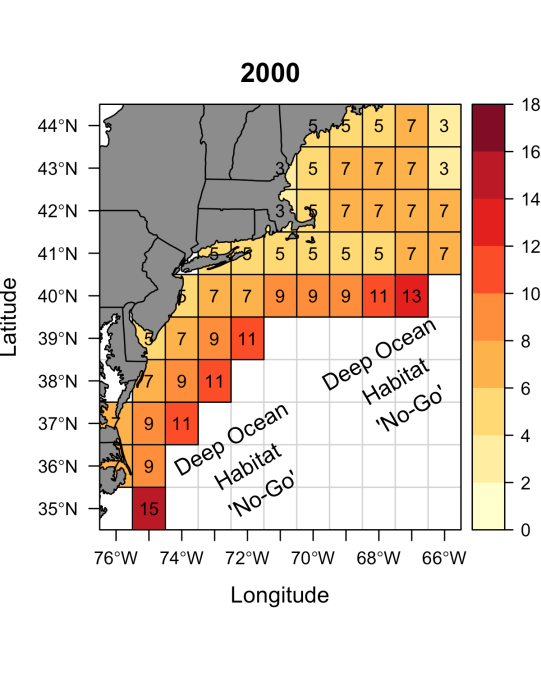 2000
44°N 5 5 5 7 3
43°N 3 5 7 7 7 3
42°N 3 5 7 7 7 7
41°N 5 5 5 5 5 5 5 7 7
40°N 5 7 7 9 9 9 11 13
39°N 5 7 9 11
38°N 7 9 11
37°N 7 9 11
36°N 9
35°N 15
Deep Ocean
Habitat
'No-Go'
Deep Ocean
Habitat
'No-Go'
76°W 74°W 72°W 70°W 68°W 66°W
Longitude
Latitude
18
16
14
12
10
8
6
4
2
0